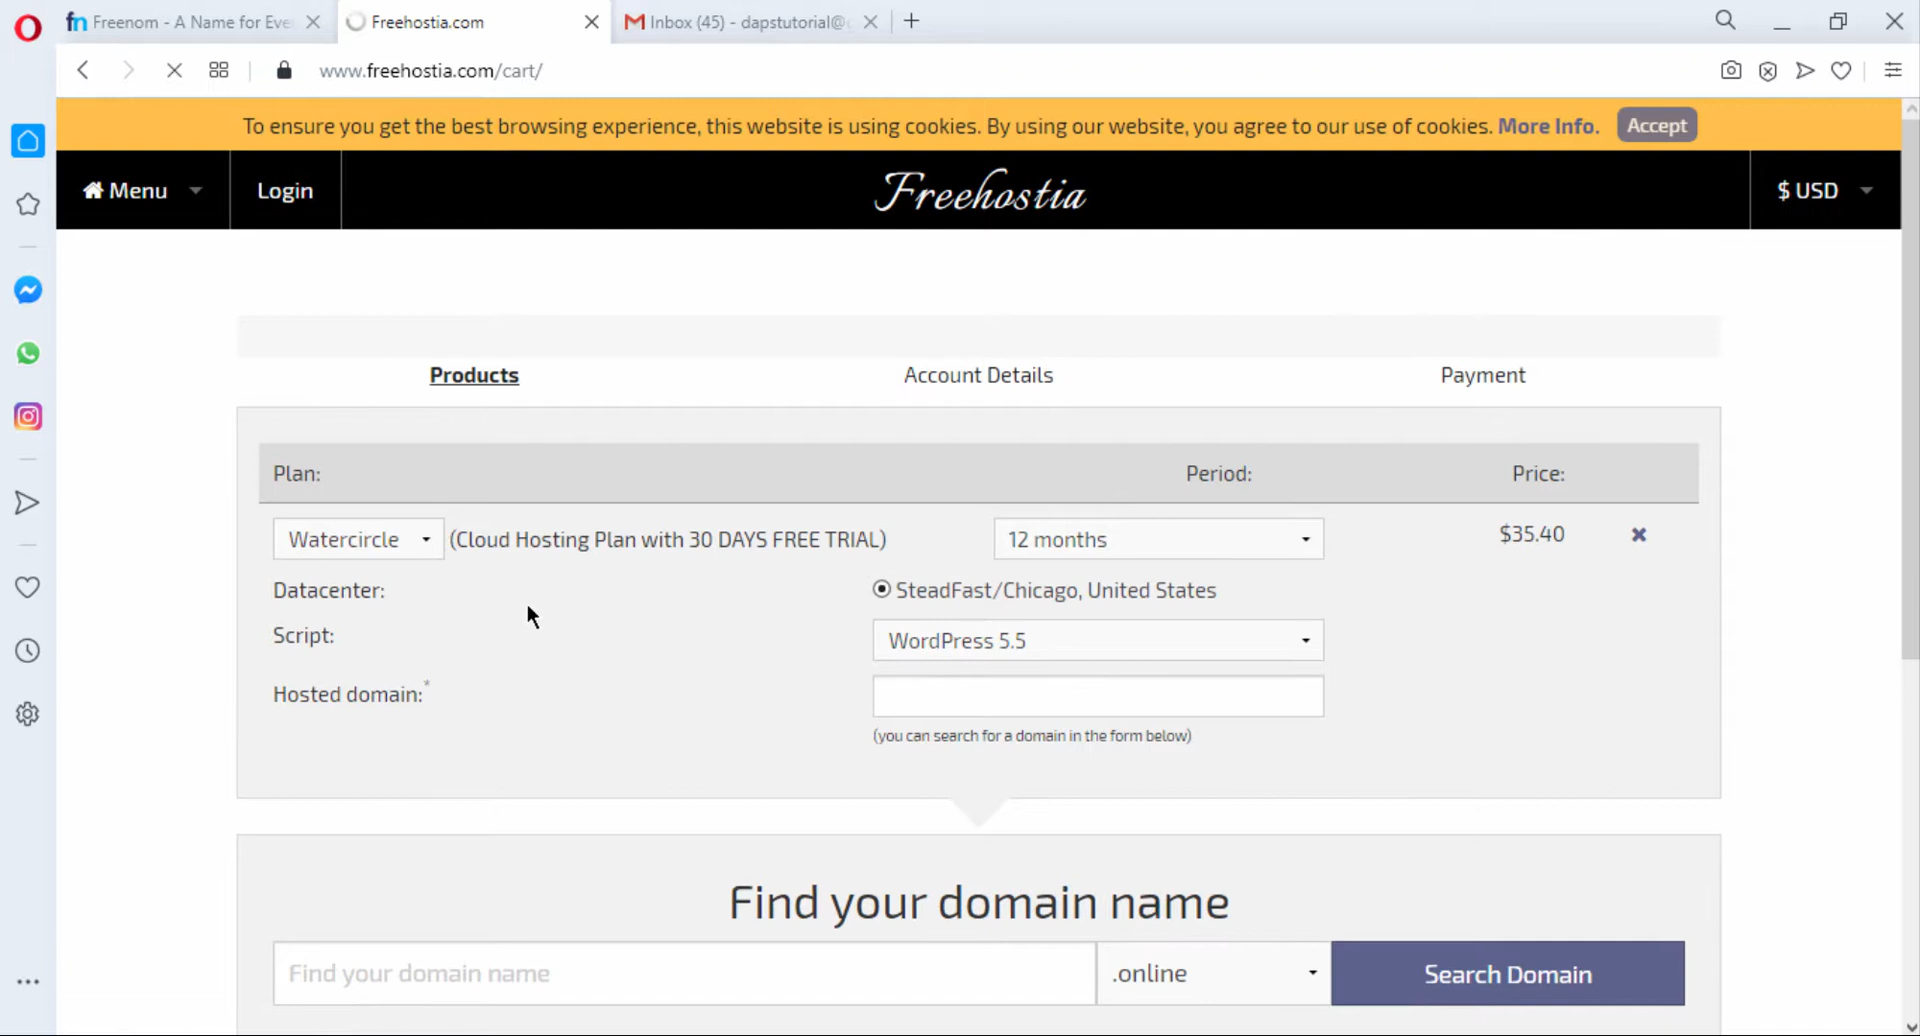 Freenom - A Name for Eve
Freehostia.com
Inbox (45) - dapstutorial@
www.freehostia.com/cart/
To ensure you get the best browsing experience, this website is using cookies. By using our website, you agree to our use of cookies. More Info. Accept
Menu
Login
Freehostia
$ USD
Products
Account Details
Payment
Plan:
Period:
Price:
Watercircle (Cloud Hosting Plan with 30 DAYS FREE TRIAL)
12 months
$35.40
Datacenter:
SteadFast/Chicago, United States
Script:
WordPress 5.5
Hosted domain:*
(you can search for a domain in the form below)
Find your domain name
Find your domain name
.online
Search Domain